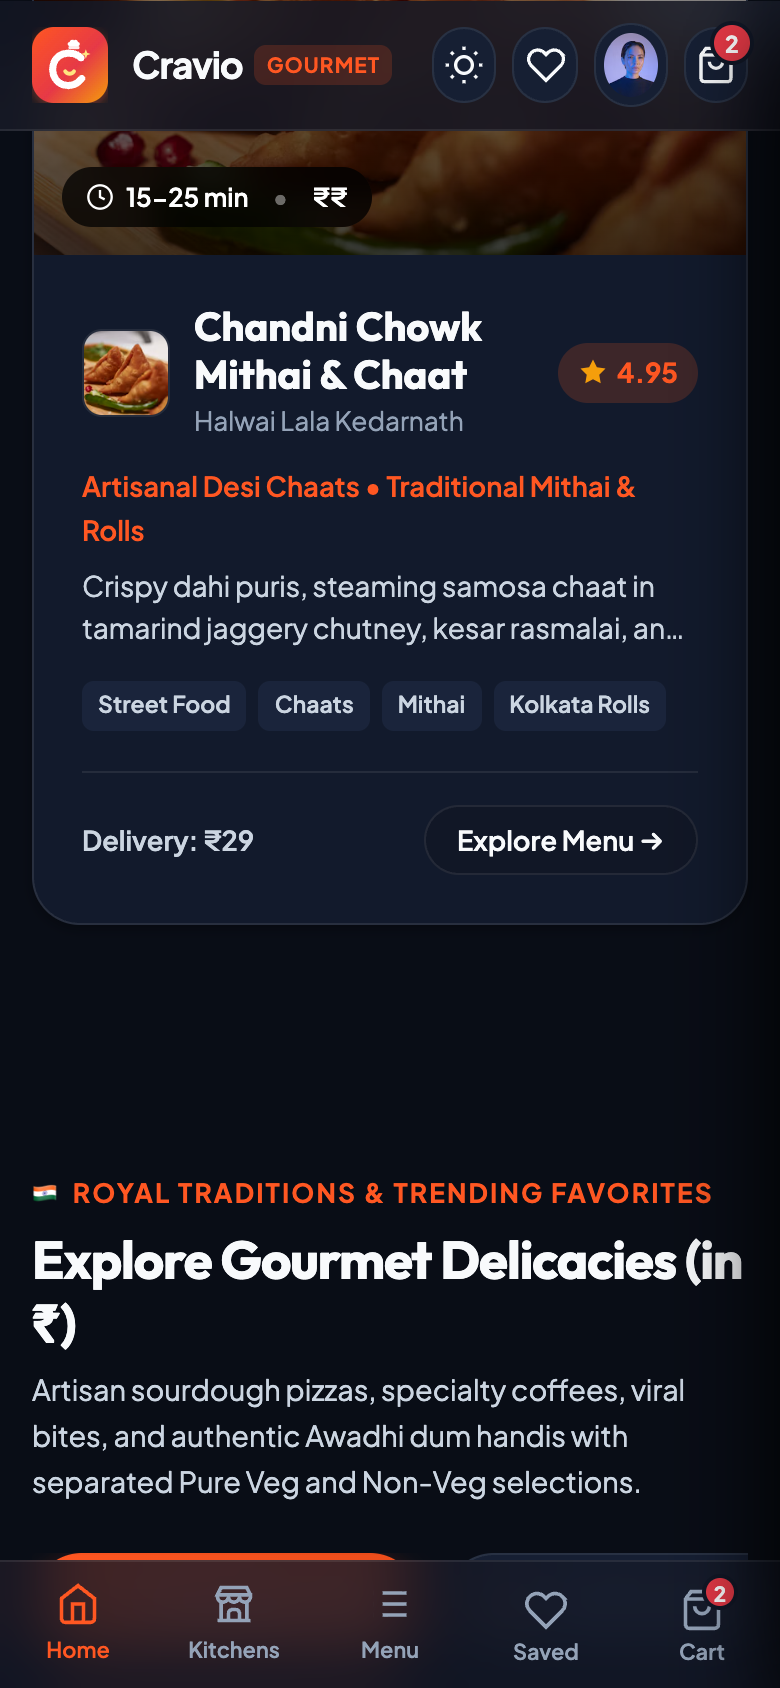 Cravio GOURMET
2
15-25 min • ₹₹
Chandni Chowk
Mithai & Chaat
4.95
Halwai Lala Kedarnath
Artisanal Desi Chaats • Traditional Mithai &
Rolls
Crispy dahi puris, steaming samosa chaat in
tamarind jaggery chutney, kesar rasmalai, an...
Street Food Chaats Mithai Kolkata Rolls
Delivery: ₹29 Explore Menu →
🇮🇳 ROYAL TRADITIONS & TRENDING FAVORITES
Explore Gourmet Delicacies (in
₹)
Artisan sourdough pizzas, specialty coffees, viral
bites, and authentic Awadhi dum handis with
separated Pure Veg and Non-Veg selections.
2
Home Kitchens Menu Saved Cart